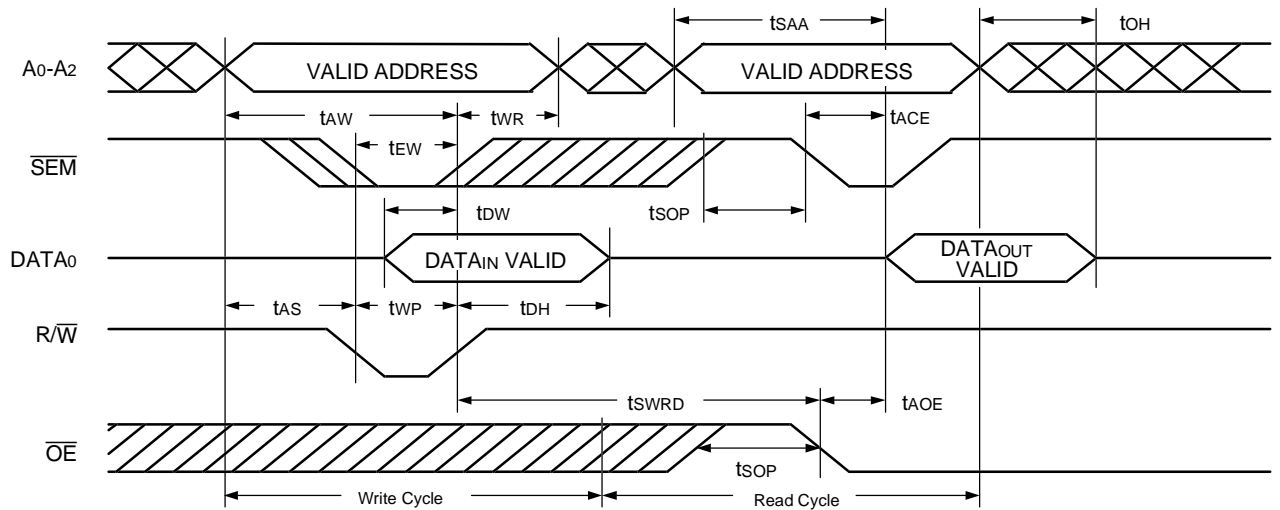 tSAA
tOH
A0-A2
VALID ADDRESS
VALID ADDRESS
tAW
tWR
tACE
tEW
SEM
tDW
tSOP
DATA0
DATAIN VALID
DATAOUT
VALID
tAS
tWP
tDH
R/W
tSWRD
tAOE
OE
tSOP
Write Cycle
Read Cycle